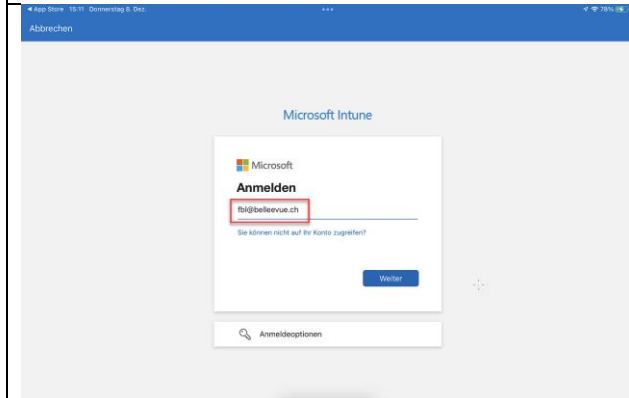 ◀ App Store 15:11 Donnerstag 8. Dez.
78%
Abbrechen
Microsoft Intune
Microsoft
Anmelden
fbl@belleevue.ch
Sie können nicht auf Ihr Konto zugreifen?
Weiter
Anmeldeoptionen